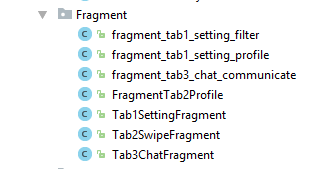 Fragment
fragment_tab1_setting_filter
fragment_tab1_setting_profile
fragment_tab3_chat_communicate
FragmentTab2Profile
Tab1SettingFragment
Tab2SwipeFragment
Tab3ChatFragment